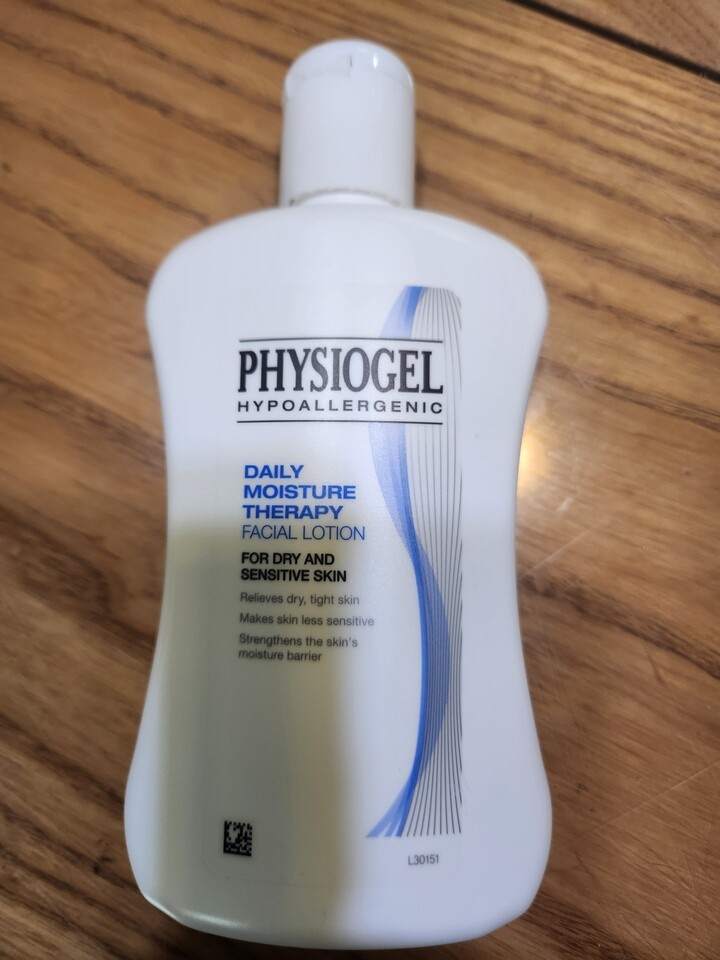 PHYSIOGEL
HYPOALLERGENIC
DAILY
MOISTURE
THERAPY
FACIAL LOTION
FOR DRY AND
SENSITIVE SKIN
Relieves dry, tight skin
Makes skin less sensitive
Strengthens the skin's
moisture barrier
L30151